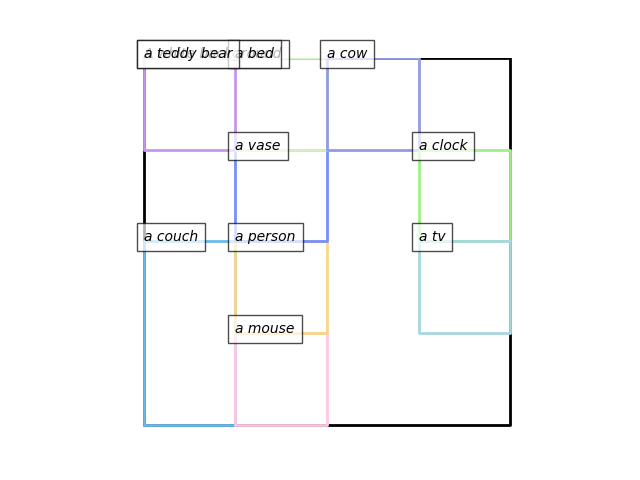 a teddy bear
a bed
a cow
a vase
a clock
a couch
a person
a tv
a mouse